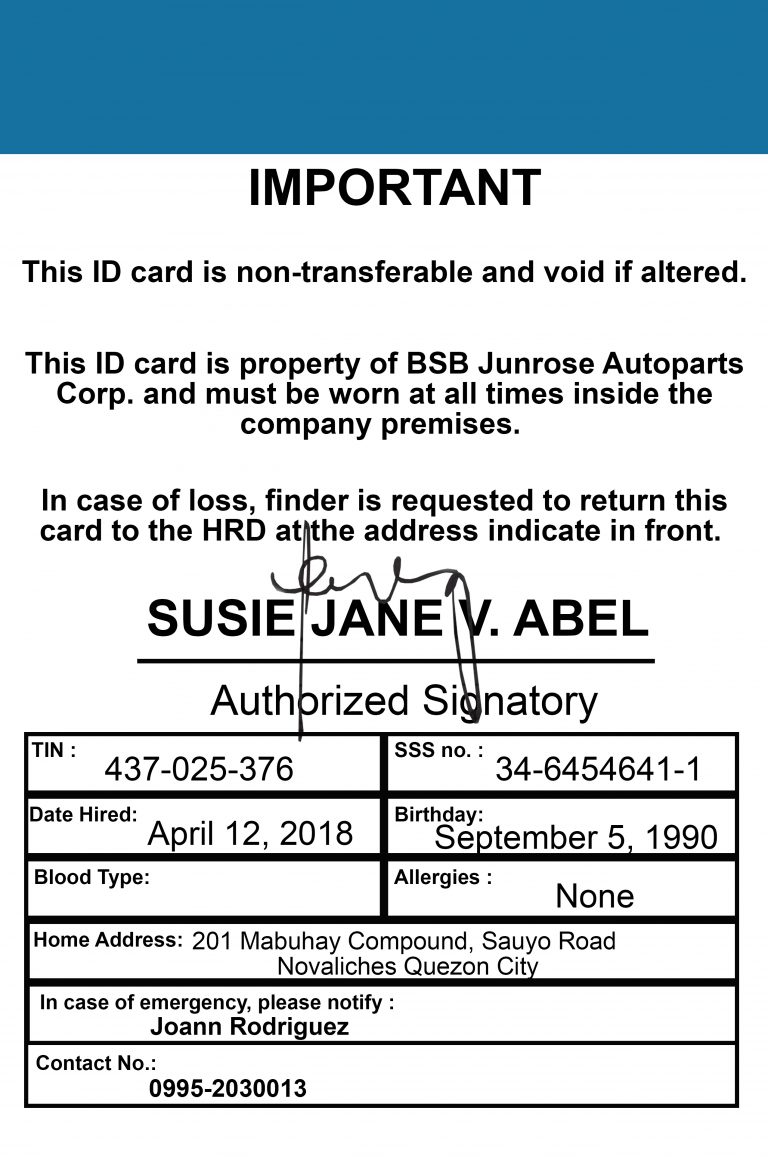 IMPORTANT
This ID card is non-transferable and void if altered.
This ID card is property of BSB Junrose Autoparts
Corp. and must be worn at all times inside the
company premises.
In case of loss, finder is requested to return this
card to the HRD at the address indicate in front.
SUSIE JANE V. ABEL
Authorized Signatory
TIN : 437-025-376
SSS no. : 34-6454641-1
Date Hired: April 12, 2018
Birthday: September 5, 1990
Blood Type:
Allergies : None
Home Address: 201 Mabuhay Compound, Sauyo Road
Novaliches Quezon City
In case of emergency, please notify :
Joann Rodriguez
Contact No.:
0995-2030013